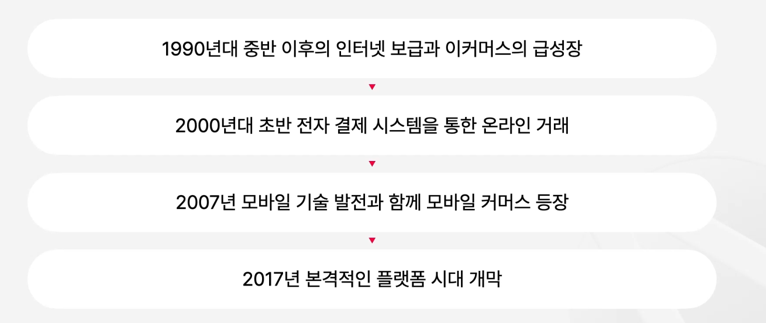 1990년대 중반 이후의 인터넷 보급과 이커머스의 급성장
2000년대 초반 전자 결제 시스템을 통한 온라인 거래
2007년 모바일 기술 발전과 함께 모바일 커머스 등장
2017년 본격적인 플랫폼 시대 개막